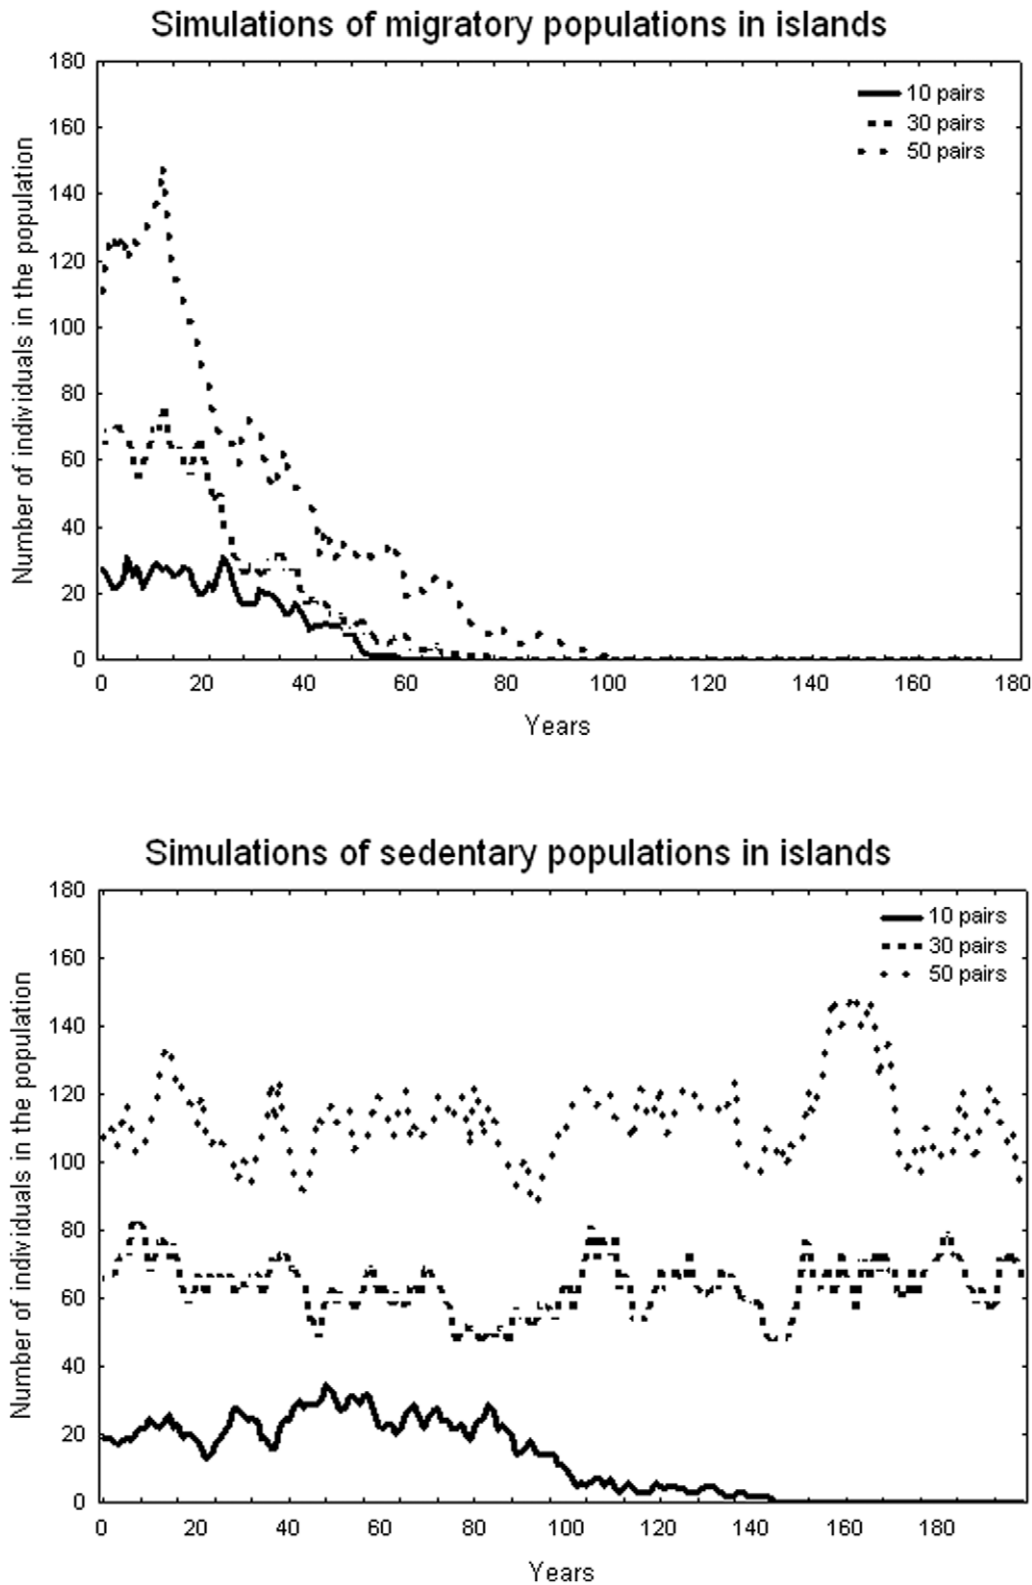 Simulations of migratory populations in islands
180
160
140
120
100
80
60
40
20
0
Number of individuals in the population
10 pairs
30 pairs
50 pairs
0 20 40 60 80 100 120 140 160 180
Years
Simulations of sedentary populations in islands
180
160
140
120
100
80
60
40
20
0
Number of individuals in the population
10 pairs
30 pairs
50 pairs
0 20 40 60 80 100 120 140 160 180
Years